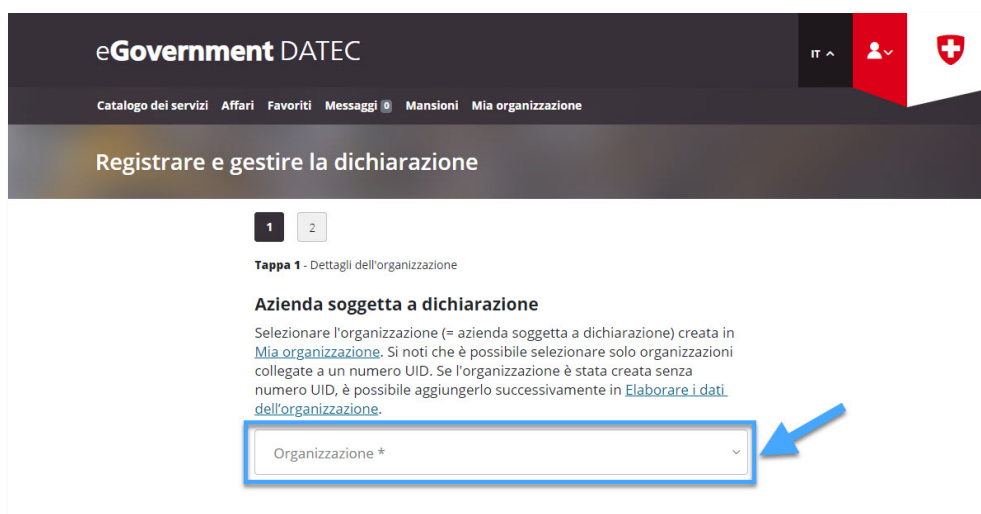 eGovernment DATEC
IT
Catalogo dei servizi Affari Favoriti Messaggi 0 Mansioni Mia organizzazione
Registrare e gestire la dichiarazione
1 2
Tappa 1 - Dettagli dell'organizzazione
Azienda soggetta a dichiarazione
Selezionare l'organizzazione (= azienda soggetta a dichiarazione) creata in
Mia organizzazione. Si noti che è possibile selezionare solo organizzazioni
collegate a un numero UID. Se l'organizzazione è stata creata senza
numero UID, è possibile aggiungerlo successivamente in Elaborare i dati
dell'organizzazione.
Organizzazione *